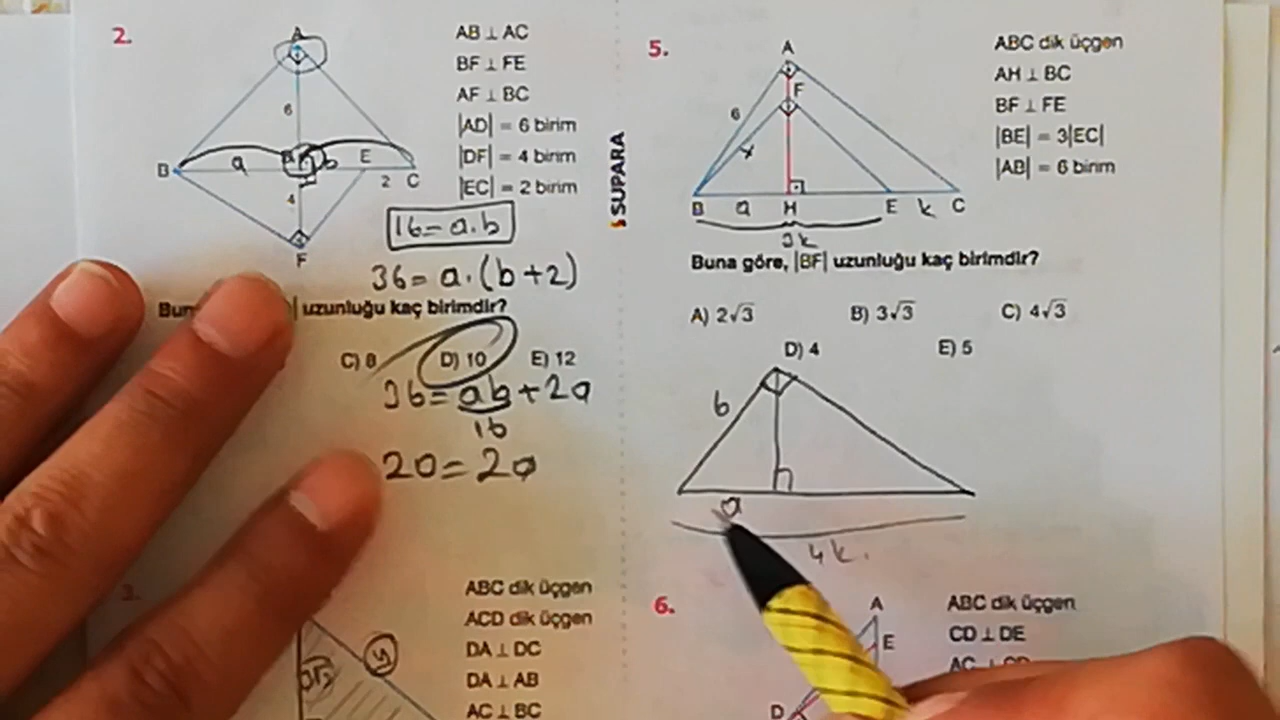 2.
A
6
B
a
b
E
C
2
4
F
AB ⊥ AC
BF ⊥ FE
AF ⊥ BC
|AD| = 6 birim
|DF| = 4 birim
|EC| = 2 birim
16=a.b
36=a.(b+2)
uzunluğu kaç birimdir?
C) 8
D) 10
E) 12
36=ab+2a
16
20=2a
ABC dik üçgen
ACD dik üçgen
DA ⊥ DC
DA ⊥ AB
AC ⊥ BC
y
SUPARA
5.
A
F
6
x
B
a
H
E
k
C
3k
ABC dik üçgen
AH ⊥ BC
BF ⊥ FE
|BE| = 3|EC|
|AB| = 6 birim
Buna göre, |BF| uzunluğu kaç birimdir?
A) 2√3
B) 3√3
C) 4√3
D) 4
E) 5
6
a
4k.
6.
A
E
D
ABC dik üçgen
CD ⊥ DE